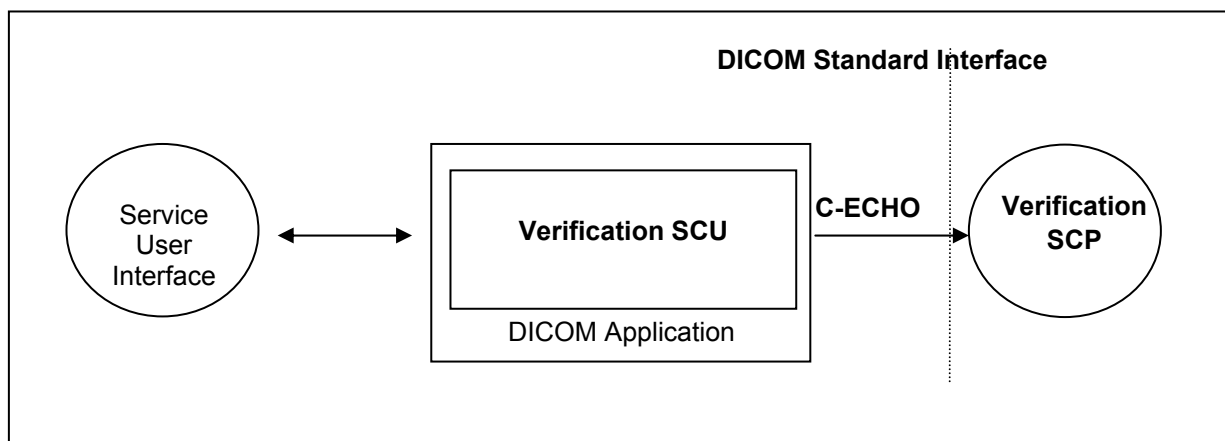 DICOM Standard Interface
Service
User
Interface
Verification SCU
DICOM Application
C-ECHO
Verification
SCP